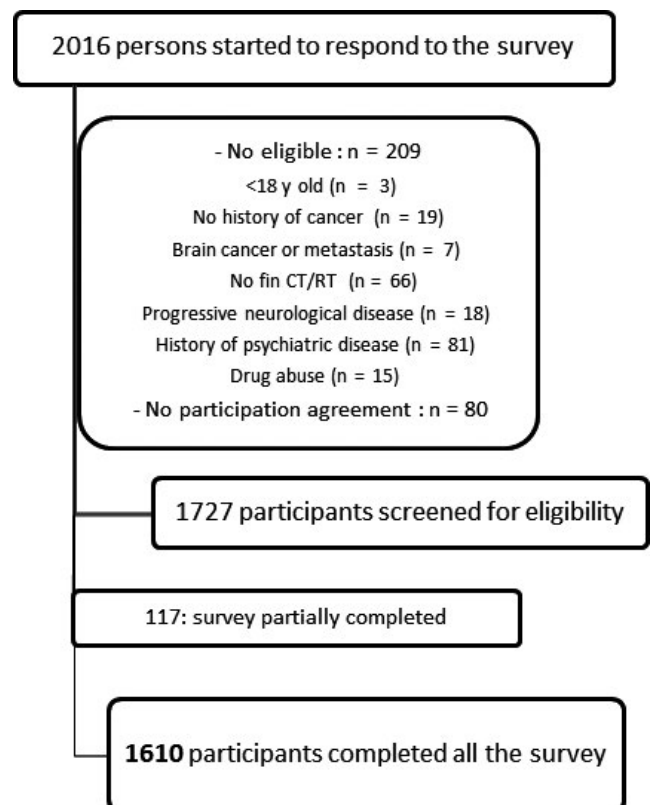 2016 persons started to respond to the survey
- No eligible : n = 209
<18 y old (n = 3)
No history of cancer (n = 19)
Brain cancer or metastasis (n = 7)
No fin CT/RT (n = 66)
Progressive neurological disease (n = 18)
History of psychiatric disease (n = 81)
Drug abuse (n = 15)
- No participation agreement : n = 80
1727 participants screened for eligibility
117: survey partially completed
1610 participants completed all the survey